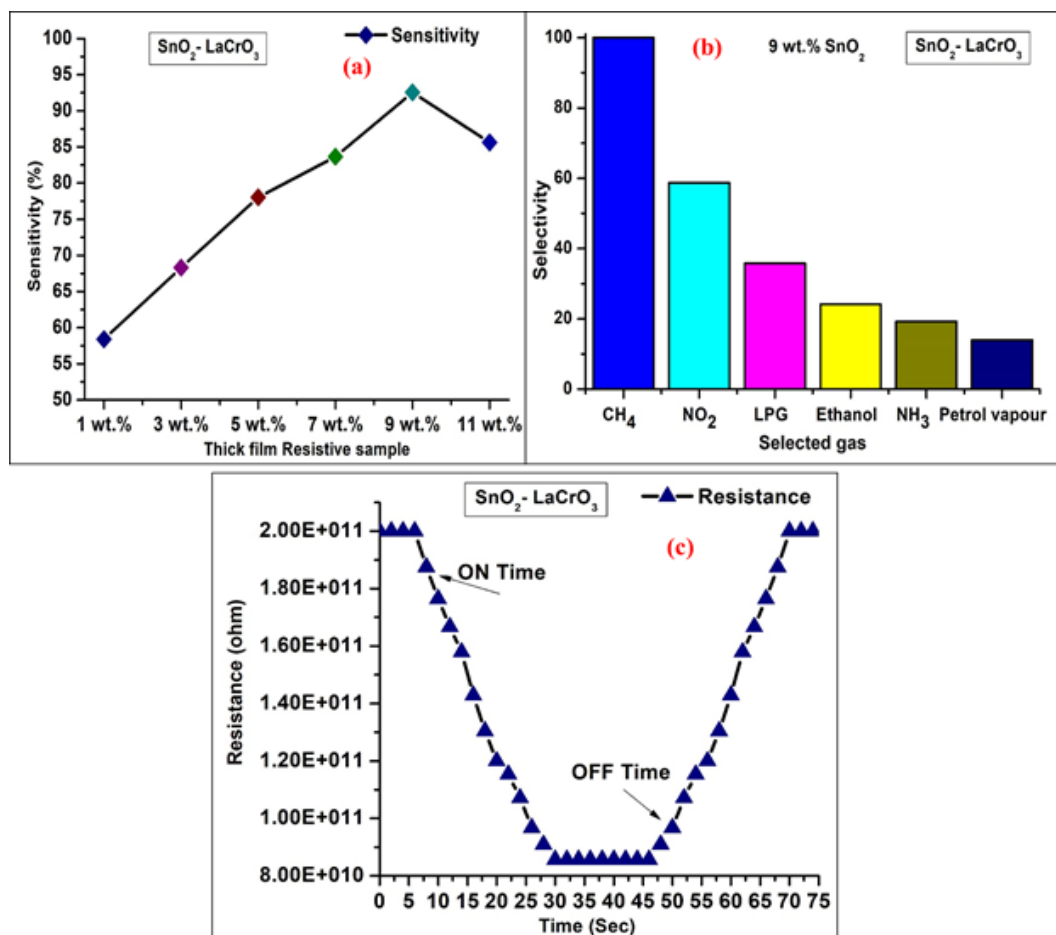 SnO2- LaCrO3
Sensitivity
(a)
100
95
90
85
80
75
70
65
60
55
50
Sensitivity (%)
1 wt.% 3 wt.% 5 wt.% 7 wt.% 9 wt.% 11 wt.%
Thick film Resistive sample
(b)
9 wt.% SnO2
SnO2- LaCrO3
100
80
60
40
20
0
Selectivity
CH4 NO2 LPG Ethanol NH3 Petrol vapour
Selected gas
SnO2- LaCrO3
Resistance
(c)
2.00E+011
1.80E+011
1.60E+011
1.40E+011
1.20E+011
1.00E+011
8.00E+010
Resistance (ohm)
ON Time
OFF Time
0 5 10 15 20 25 30 35 40 45 50 55 60 65 70 75
Time (Sec)